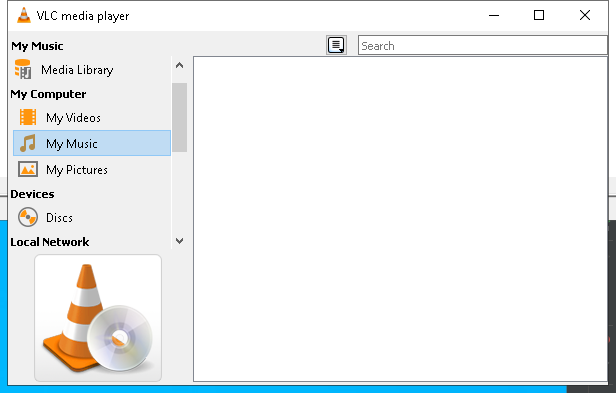 VLC media player
My Music
Search
Media Library
My Computer
My Videos
My Music
My Pictures
Devices
Discs
Local Network